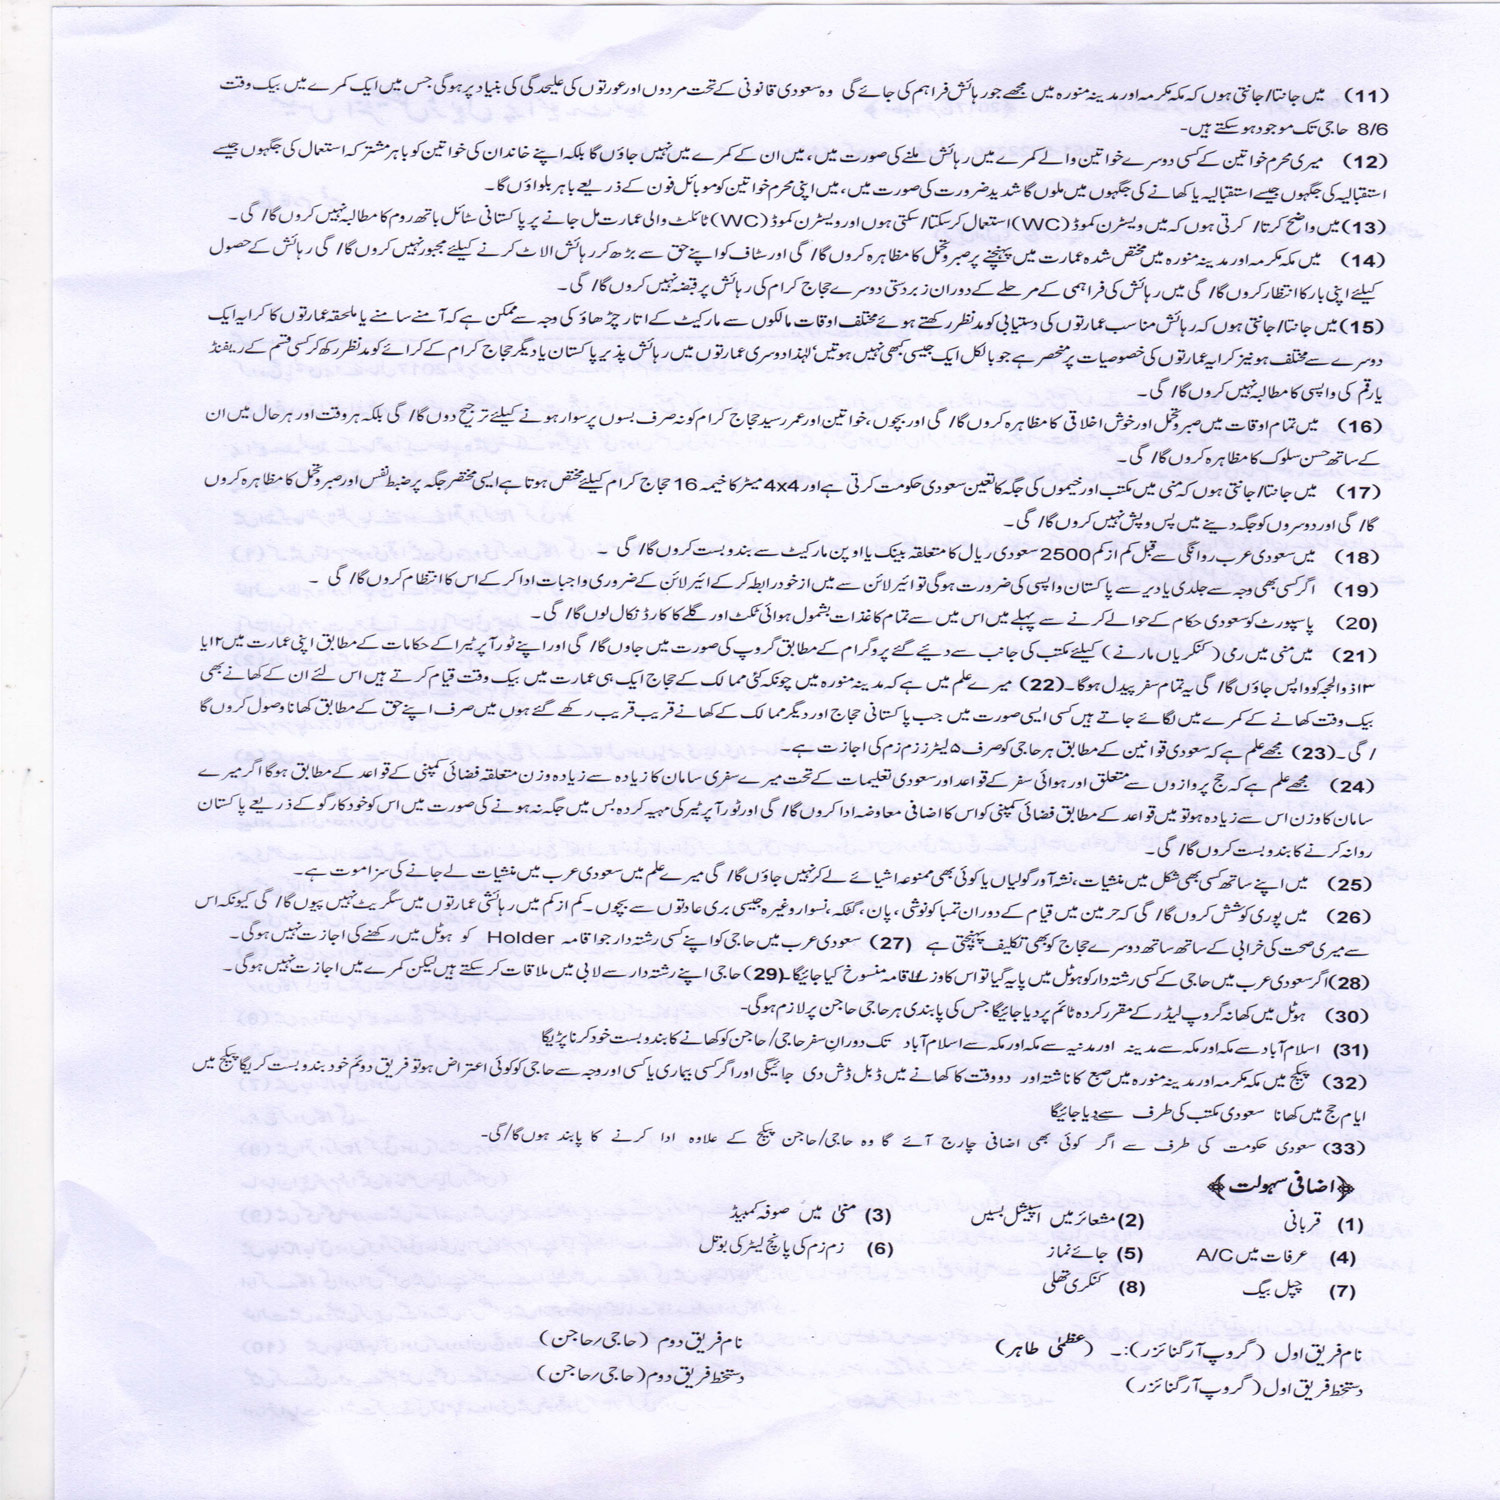 (11) میں جانتا/جانتی ہوں کہ مکہ مکرمہ اور مدینہ منورہ میں مجھے جو رہائش فراہم کی جائے گی وہ سعودی قانونی کے تحت مردوں اور عورتوں کی علیحدگی کی بنیاد پر ہوگی جس میں ایک کمرے میں بیک وقت
8/6 حاجی تک موجود ہو سکتے ہیں-
(12) میری محرم خواتین کے کسی دوسرے خواتین والے کمرے میں رہائش ملنے کی صورت میں، میں ان کے کمرے میں نہیں جاؤں گا بلکہ اپنے خاندان کی خواتین کو باہر مشترکہ استعمال کی جگہوں جیسے
استقبالیہ کی جگہوں جیسے استقبالیہ یا کھانے کی جگہوں میں ملوں گا شدید ضرورت کی صورت میں، میں اپنی محرم خواتین کو موبائل فون کے ذریعے باہر بلواؤں گا۔
(13) میں واضح کرتا/ کرتی ہوں کہ میں ویسٹرن کموڈ (WC) استعمال کر سکتا/سکتی ہوں اور ویسٹرن کموڈ (WC) ٹائلٹ والی عمارت مل جانے پر پاکستانی سٹائل باتھ روم کا مطالبہ نہیں کروں گا/ گی۔
(14) میں مکہ مکرمہ اور مدینہ منورہ میں مختص شدہ عمارت میں پہنچنے پر صبر و تحمل کا مظاہرہ کروں گا/ گی اور سٹاف کو اپنے حق سے بڑھ کر رہائش الاٹ کرنے کیلئے مجبور نہیں کروں گا/ گی رہائش کے حصول
کیلئے اپنی بار کا انتظار کروں گا/ گی میں رہائش کی فراہمی کے مرحلے کے دوران زبردستی دوسرے حجاج کرام کی رہائش پر قبضہ نہیں کروں گا/ گی۔
(15) میں جانتا/جانتی ہوں کہ رہائش مناسب عمارتوں کی دستیابی کو مدنظر رکھتے ہوئے مختلف اوقات مالکوں سے مارکیٹ کے اتار چڑھاؤ کی وجہ سے ممکن ہے کہ آمنے سامنے یا ملحقہ عمارتوں کا کرایہ ایک
دوسرے سے مختلف ہو نیز کرایہ عمارتوں کی خصوصیات پر منحصر ہے جو بالکل ایک جیسی کبھی نہیں ہوتیں' لہٰذا دوسری عمارتوں میں رہائش پذیر پاکستان یا دیگر حجاج کرام کے کرائے کو مدنظر رکھ کر کسی قسم کے ریفنڈ
یا رقم کی واپسی کا مطالبہ نہیں کروں گا/ گی۔
(16) میں تمام اوقات میں صبر و تحمل اور خوش اخلاقی کا مظاہرہ کروں گا/ گی اور بچوں، خواتین اور عمر رسید حجاج کرام کو نہ صرف بسوں پر سوار ہونے کیلئے ترجیح دوں گا/ گی بلکہ ہر وقت اور ہر حال میں ان
کے ساتھ حسن سلوک کا مظاہرہ کروں گا/ گی۔
(17) میں جانتا/جانتی ہوں کہ منیٰ میں مکتب اور خیموں کی جگہ کا تعین سعودی حکومت کرتی ہے اور 4x4 میٹر کا خیمہ 16 حجاج کرام کیلئے مختص ہوتا ہے ایسی مختصر جگہ پر ضبط نفس اور صبر و تحمل کا مظاہرہ کروں
گا/ گی اور دوسروں کو جگہ دینے میں پس و پیش نہیں کروں گا/ گی۔
(18) میں سعودی عرب روانگی سے قبل کم از کم 2500 سعودی ریال کا متعلقہ بینک یا اوپن مارکیٹ سے بندوبست کروں گا/ گی۔
(19) اگر کسی بھی وجہ سے جلدی یا دیر سے پاکستان واپسی کی ضرورت ہوگی تو ائیر لائن سے میں از خود رابطہ کر کے ائیر لائن کے ضروری واجبات ادا کر کے اس کا انتظام کروں گا/ گی ۔
(20) پاسپورٹ کو سعودی حکام کے حوالے کرنے سے پہلے میں اس میں سے تمام کاغذات بشمول ہوائی ٹکٹ اور گلے کا کارڈ نکال لوں گا/ گی۔
(21) میں منیٰ میں رمی (کنکریاں مارنے) کیلئے مکتب کی جانب سے دیئے گئے پروگرام کے مطابق گروپ کی صورت میں جاوں گا/ گی اور اپنے ٹور آپریٹر کے احکامات کے مطابق اپنی عمارت میں ۱۲ یا
۱۳ ذوالحجہ کو واپس جاؤں گا/ گی یہ تمام سفر پیدل ہوگا۔ (22) میرے علم میں ہے کہ مدینہ منورہ میں چونکہ کئی ممالک کے حجاج ایک ہی عمارت میں بیک وقت قیام کرتے ہیں اس لئے ان کے کھانے بھی
بیک وقت کھانے کے کمرے میں لگائے جاتے ہیں کسی ایسی صورت میں جب پاکستانی حجاج اور دیگر ممالک کے کھانے قریب قریب رکھے گئے ہوں میں صرف اپنے حق کے مطابق کھانا وصول کروں گا
/ گی۔ (23) مجھے علم ہے کہ سعودی قوانین کے مطابق ہر حاجی کو صرف ۵ لیٹرز زم زم کی اجازت ہے۔
(24) مجھے علم ہے کہ حج پروازوں سے متعلق اور ہوائی سفر کے قواعد اور سعودی تعلیمات کے تحت میرے سفری سامان کا زیادہ سے زیادہ وزن متعلقہ فضائی کمپنی کے قواعد کے مطابق ہوگا اگر میرے
سامان کا وزن اس سے زیادہ ہو تو میں قواعد کے مطابق فضائی کمپنی کو اس کا اضافی معاوضہ ادا کروں گا/ گی اور ٹور آپریٹر کی مہیہ کردہ بس میں جگہ نہ ہونے کی صورت میں اس کو خود کارگو کے ذریعے پاکستان
روانہ کرنے کا بندوبست کروں گا/ گی۔
(25) میں اپنے ساتھ کسی بھی شکل میں منشیات، نشہ آور گولیاں یا کوئی بھی ممنوعہ اشیائے لے کر نہیں جاؤں گا/ گی میرے علم میں سعودی عرب میں منشیات لے جانے کی سزا موت ہے۔
(26) میں پوری کوشش کروں گا/ گی کہ حرمین میں قیام کے دوران تمباکو نوشی، پان، گٹکہ، نسوار وغیرہ جیسی بری عادتوں سے بچوں۔ کم از کم میں رہائشی عمارتوں میں سگریٹ نہیں پیوں گا/ گی کیونکہ اس
سے میری صحت کی خرابی کے ساتھ ساتھ دوسرے حجاج کو بھی تکلیف پہنچتی ہے (27) سعودی عرب میں حاجی کو اپنے کسی رشتہ دار جو اقامہ Holder کو ہوٹل میں رکھنے کی اجازت نہیں ہوگی۔
(28) اگر سعودی عرب میں حاجی کے کسی رشتہ دار کو ہوٹل میں پایہ گیا تو اس کا وزٹ/اقامہ منسوخ کیا جائیگا۔ (29) حاجی اپنے رشتہ دار سے لابی میں ملاقات کر سکتے ہیں لیکن کمرے میں اجازت نہیں ہوگی۔
(30) ہوٹل میں کھانہ گروپ لیڈر کے مقرر کردہ ٹائم پر دیا جائیگا جس کی پابندی ہر حاجی حاجن پر لازم ہوگی-
(31) اسلام آباد سے مکہ اور مکہ سے مدینہ اور مدنیہ سے مکہ اور مکہ سے اسلام آباد تک دورانِ سفر حاجی/حاجن کو کھانے کا بندوبست خود کرنا پڑیگا
(32) پیکج میں مکہ مکرمہ اور مدینہ منورہ میں صبح کا ناشتہ اور دو وقت کا کھانے میں ڈبل ڈش دی جائیگی اور اگر کسی بیماری یا کسی اور وجہ سے حاجی کو کوئی اعتراض ہو تو فریق دوئم خود بندوبست کریگا پیکج میں
ایام حج میں کھانا سعودی مکتب کی طرف سے دیا جائیگا
(33) سعودی حکومت کی طرف سے اگر کوئی بھی اضافی چارج آئے گا وہ حاجی/حاجن پیکج کے علاوہ ادا کرنے کا پابند ہوں گا/گی-
اضافی سہولت
(1) قربانی (2) مشعائر میں اسپیشل بسیں (3) منیٰ میں صوفہ کمبیڈ
(4) عرفات میں A/C (5) جائے نماز (6) زم زم کی پانچ لیٹر کی بوتل
(7) چپل بیگ (8) کنکری تھلی
نام فریق اول (گروپ آرگنائزر):۔ (عظمٰی طاہر) نام فریق دوم (حاجی/حاجن)
دستخط فریق اول (گروپ آرگنائزر) دستخط فریق دوم (حاجی/حاجن)